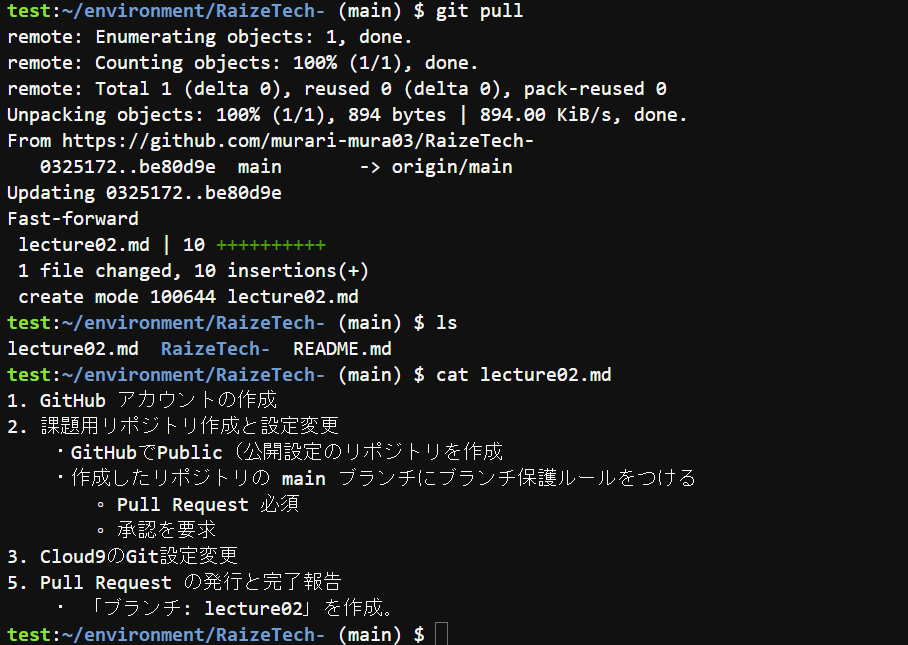 test:~/environment/RaizeTech- (main) $ git pull
remote: Enumerating objects: 1, done.
remote: Counting objects: 100% (1/1), done.
remote: Total 1 (delta 0), reused 0 (delta 0), pack-reused 0
Unpacking objects: 100% (1/1), 894 bytes | 894.00 KiB/s, done.
From https://github.com/murari-mura03/RaizeTech-
   0325172..be80d9e  main       -> origin/main
Updating 0325172..be80d9e
Fast-forward
 lecture02.md | 10 ++++++++++
 1 file changed, 10 insertions(+)
 create mode 100644 lecture02.md
test:~/environment/RaizeTech- (main) $ ls
lecture02.md  RaizeTech-  README.md
test:~/environment/RaizeTech- (main) $ cat lecture02.md
1. GitHub アカウントの作成
2. 課題用リポジトリ作成と設定変更
    ・GitHubでPublic（公開設定のリポジトリを作成
    ・作成したリポジトリの main ブランチにブランチ保護ルールをつける
        ◦ Pull Request 必須
        ◦ 承認を要求
3. Cloud9のGit設定変更
5. Pull Request の発行と完了報告
    ・ 「ブランチ: lecture02」を作成。
test:~/environment/RaizeTech- (main) $